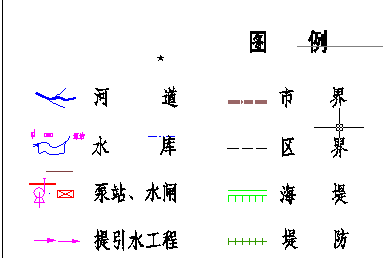 图 例
*
河 道
市 界
水 库
区 界
泵站、水闸
海 堤
提引水工程
堤 防